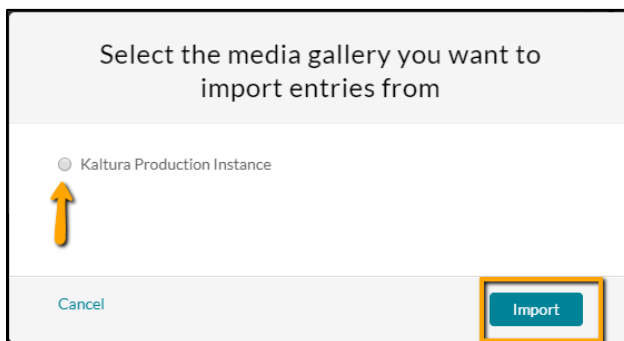 Select the media gallery you want to
import entries from
Kaltura Production Instance
Cancel
Import